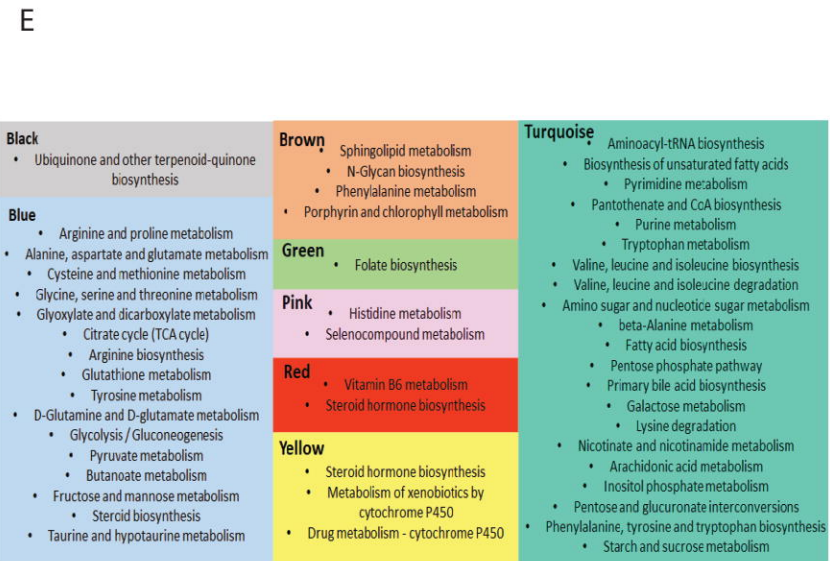 E
Black
• Ubiquinone and other terpenoid-quinone
biosynthesis
Blue
• Arginine and proline metabolism
• Alanine, aspartate and glutamate metabolism
• Cysteine and methionine metabolism
• Glycine, serine and threonine metabolism
• Glyoxylate and dicarboxylate metabolism
• Citrate cycle (TCA cycle)
• Arginine biosynthesis
• Glutathione metabolism
• Tyrosine metabolism
• D-Glutamine and D-glutamate metabolism
• Glycolysis / Gluconeogenesis
• Pyruvate metabolism
• Butanoate metabolism
• Fructose and mannose metabolism
• Steroid biosynthesis
• Taurine and hypotaurine metabolism
Brown
• Sphingolipid metabolism
• N-Glycan biosynthesis
• Phenylalanine metabolism
• Porphyrin and chlorophyll metabolism
Green
• Folate biosynthesis
Pink
• Histidine metabolism
• Selenocompound metabolism
Red
• Vitamin B6 metabolism
• Steroid hormone biosynthesis
Yellow
• Steroid hormone biosynthesis
• Metabolism of xenobiotics by
cytochrome P450
• Drug metabolism - cytochrome P450
Turquoise
• Aminoacyl-tRNA biosynthesis
• Biosynthesis of unsaturated fatty acids
• Pyrimidine metabolism
• Pantothenate and CoA biosynthesis
• Purine metabolism
• Tryptophan metabolism
• Valine, leucine and isoleucine biosynthesis
• Valine, leucine and isoleucine degradation
• Amino sugar and nucleotide sugar metabolism
• beta-Alanine metabolism
• Fatty acid biosynthesis
• Pentose phosphate pathway
• Primary bile acid biosynthesis
• Galactose metabolism
• Lysine degradation
• Nicotinate and nicotinamide metabolism
• Arachidonic acid metabolism
• Inositol phosphate metabolism
• Pentose and glucuronate interconversions
• Phenylalanine, tyrosine and tryptophan biosynthesis
• Starch and sucrose metabolism